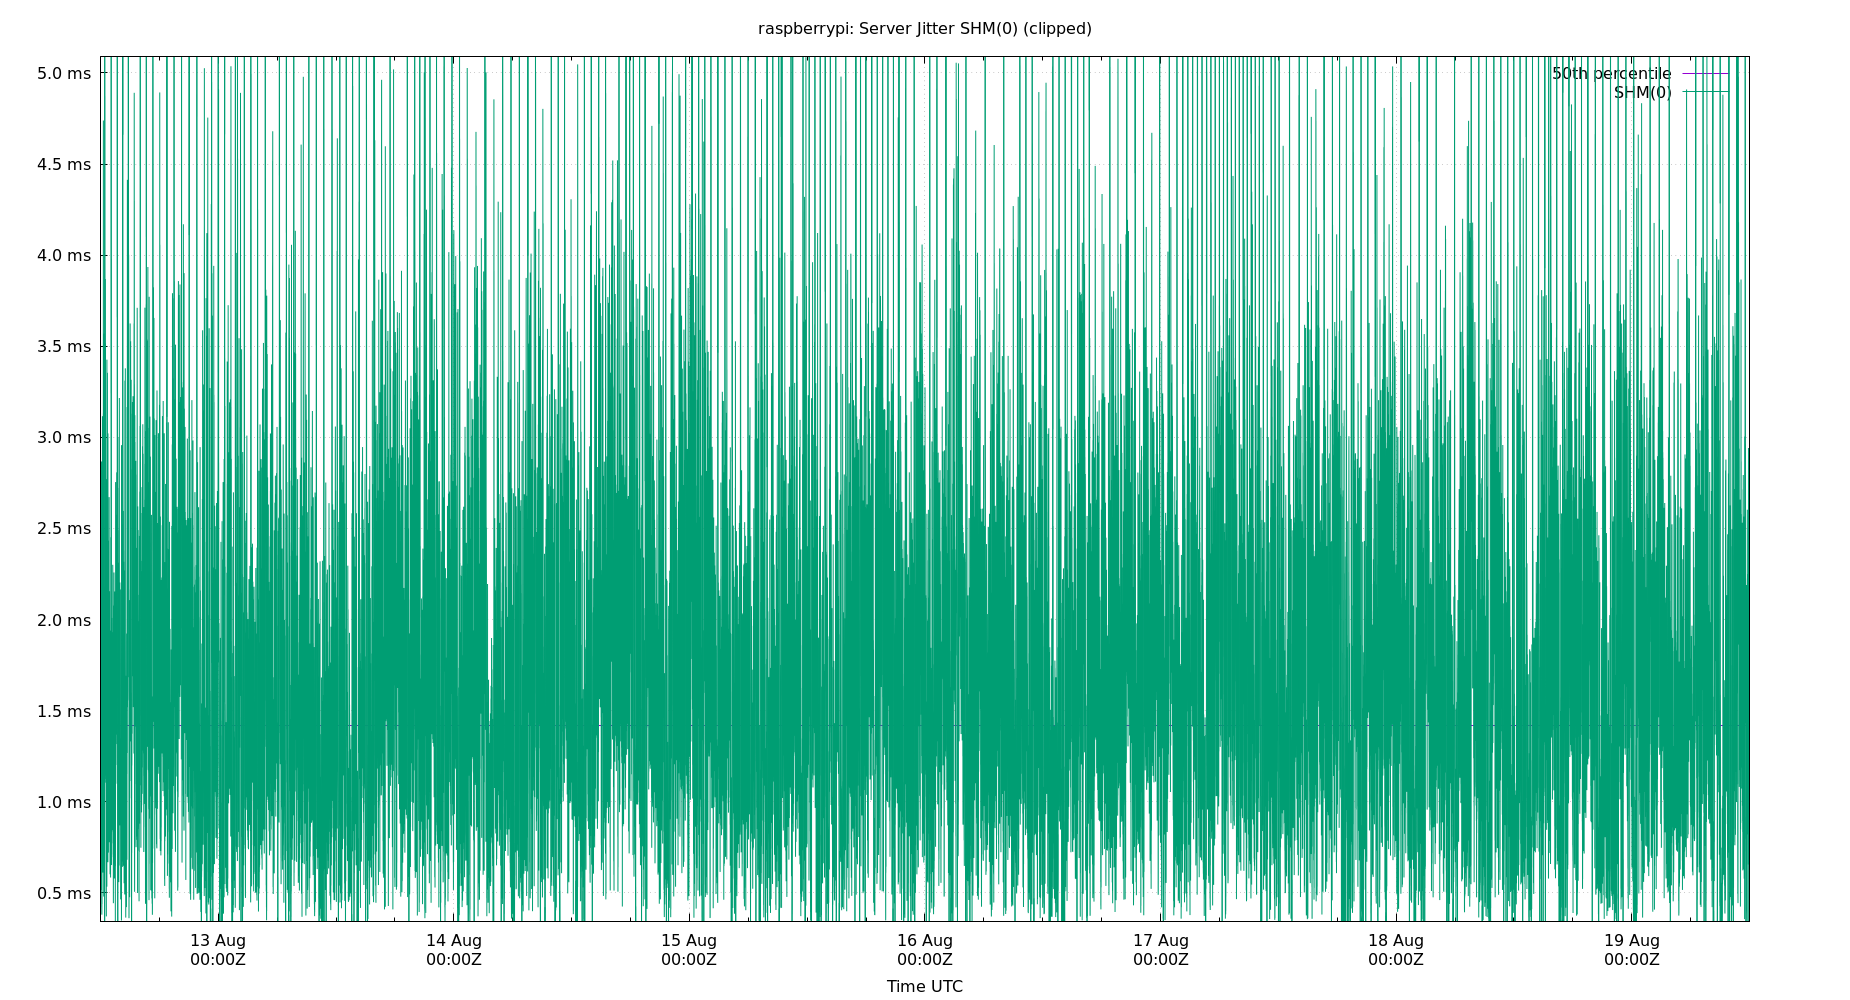 raspberrypi: Server Jitter SHM(0) (clipped)
50th percentile
SHM(0)
5.0 ms
4.5 ms
4.0 ms
3.5 ms
3.0 ms
2.5 ms
2.0 ms
1.5 ms
1.0 ms
0.5 ms
13 Aug 14 Aug 15 Aug 16 Aug 17 Aug 18 Aug 19 Aug
00:00Z 00:00Z 00:00Z 00:00Z 00:00Z 00:00Z 00:00Z
Time UTC